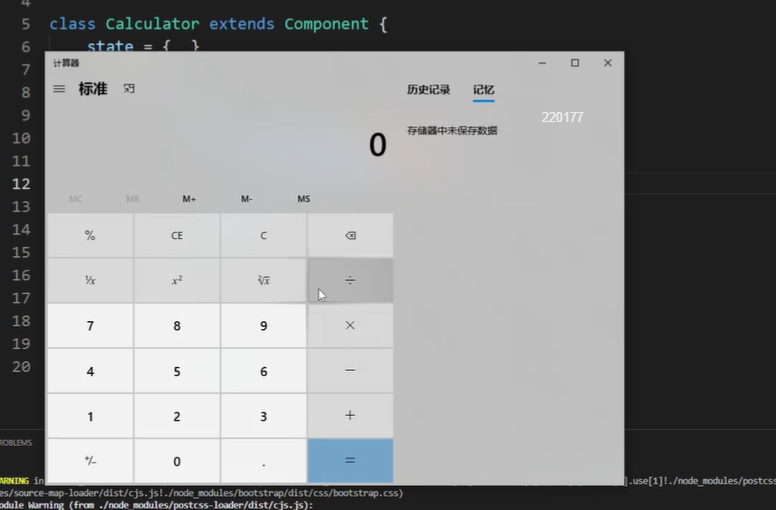 4
5 class Calculator extends Component {
6 state = { }
7
8
9
10
11
12
13
14
15
16
17
18
19
20
计算器
标准
历史记录 记忆
220177
存储器中未保存数据
0
MC MR M+ M- MS
% CE C
⅟x x² ²√x ÷
7 8 9 ×
4 5 6 −
1 2 3 +
+/− 0 . =
ROBLEMS
ARNING in
].use[1]!./node_modules/postcss
es/source-map-loader/dist/cjs.js!./node_modules/bootstrap/dist/css/bootstrap.css)
odule Warning (from ./node_modules/postcss-loader/dist/cjs.js):